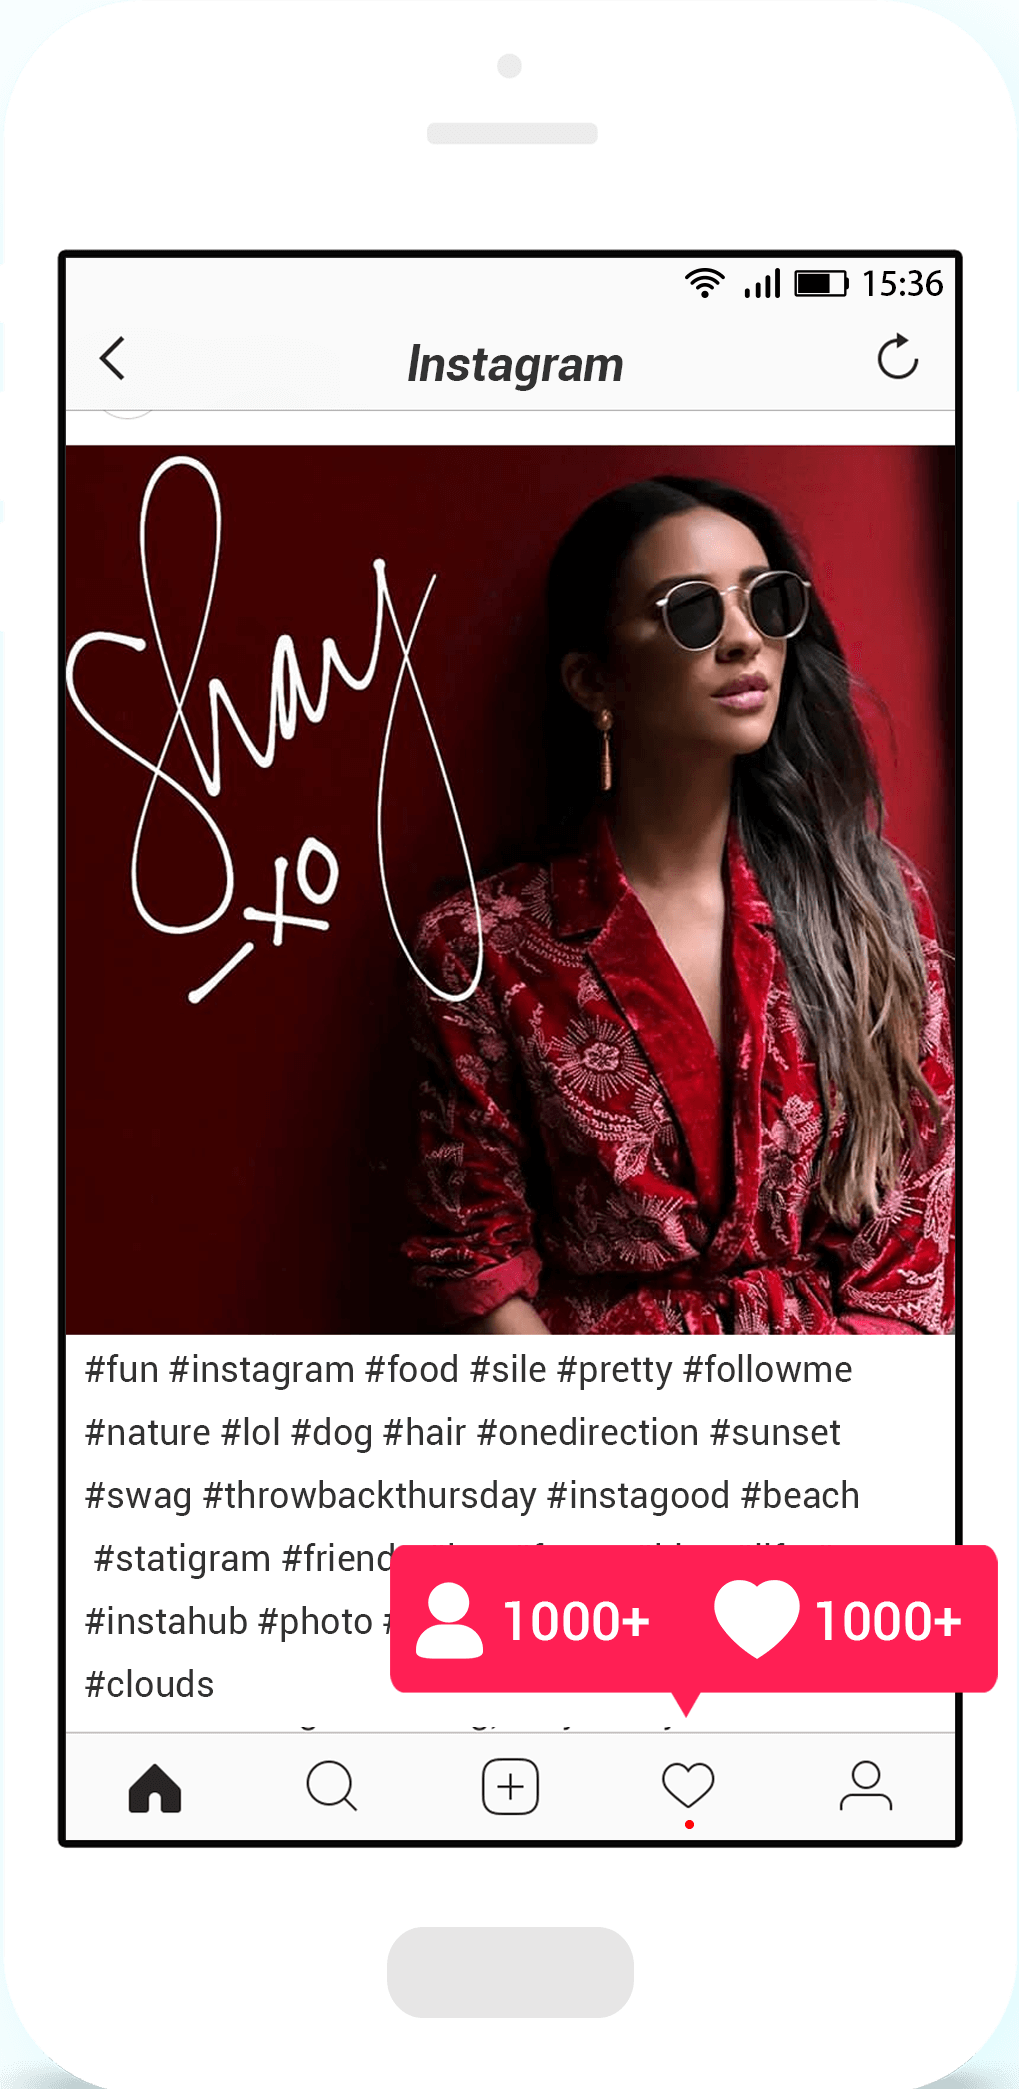 15:36
Instagram
Shay
-xo
#fun #instagram #food #sile #pretty #followme
#nature #lol #dog #hair #onedirection #sunset
#swag #throwbackthursday #instagood #beach
#statigram
#instahub #photo
#clouds
1000+ 1000+